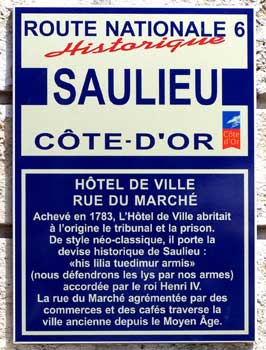 ROUTE NATIONALE 6
Historique
SAULIEU
CÔTE-D'OR
Côte
d'Or
HÔTEL DE VILLE
RUE DU MARCHÉ
Achevé en 1783, L'Hôtel de Ville abritait
à l'origine le tribunal et la prison.
De style néo-classique, il porte la
devise historique de Saulieu :
«his lilia tuedimur armis»
(nous défendrons les lys par nos armes)
accordée par le roi Henri IV.
La rue du Marché agrémentée par des
commerces et des cafés traverse la
ville ancienne depuis le Moyen Âge.